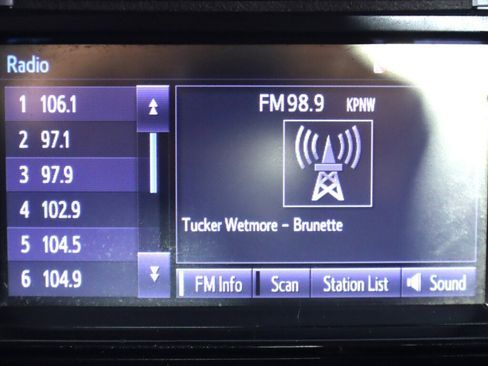 Radio
1 106.1
2 97.1
3 97.9
4 102.9
5 104.5
6 104.9
FM 98.9 KPNW
Tucker Wetmore - Brunette
FM Info Scan Station List Sound